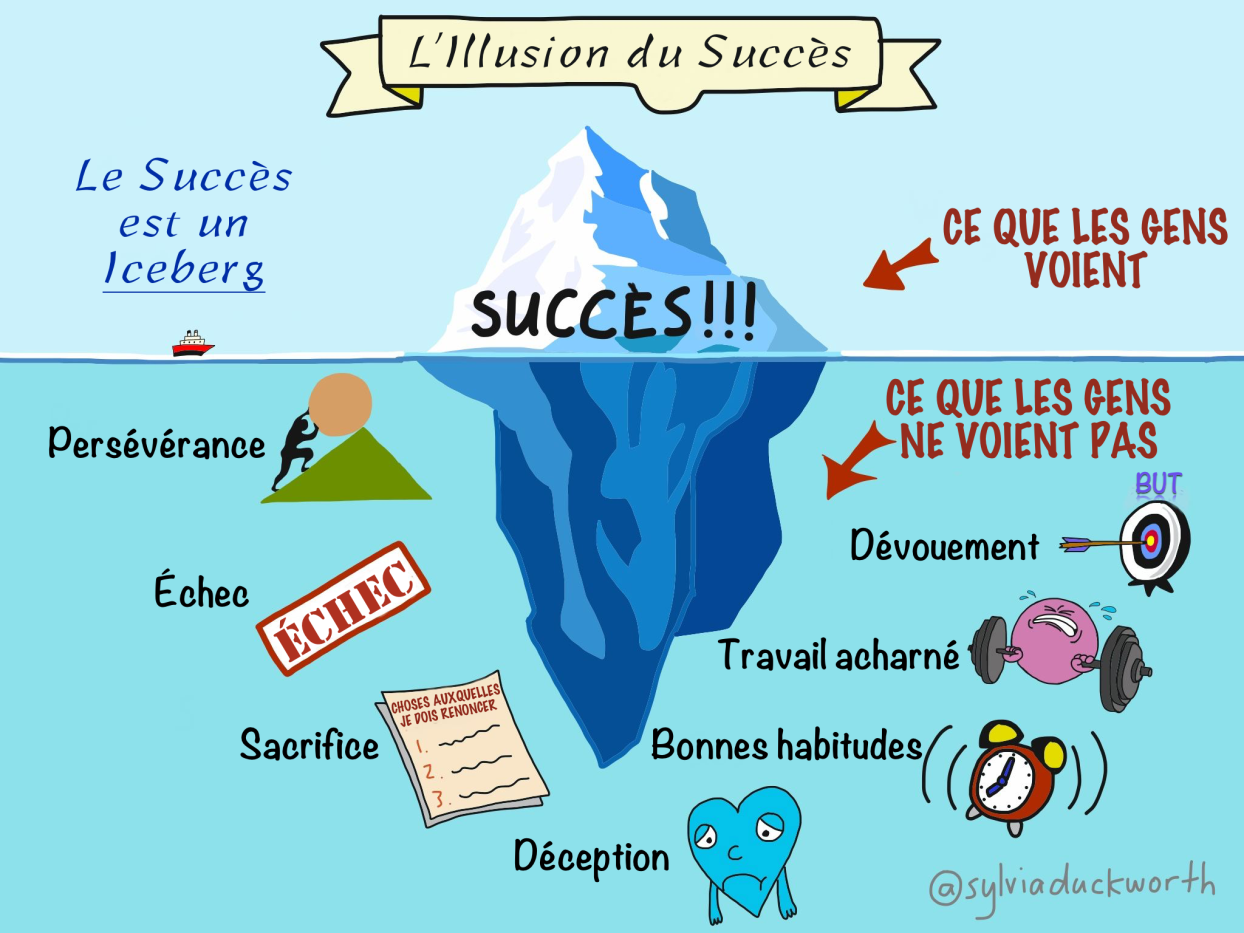 L'Illusion du Succès
Le Succès
est un
Iceberg
CE QUE LES GENS
VOIENT
SUCCÈS!!!
CE QUE LES GENS
NE VOIENT PAS
Persévérance
BUT
Dévouement
Échec
ÉCHEC
Travail acharné
CHOSES AUXQUELLES
JE DOIS RENONCER
1.
2.
3.
Sacrifice
Bonnes habitudes
Déception
@sylviaduckworth